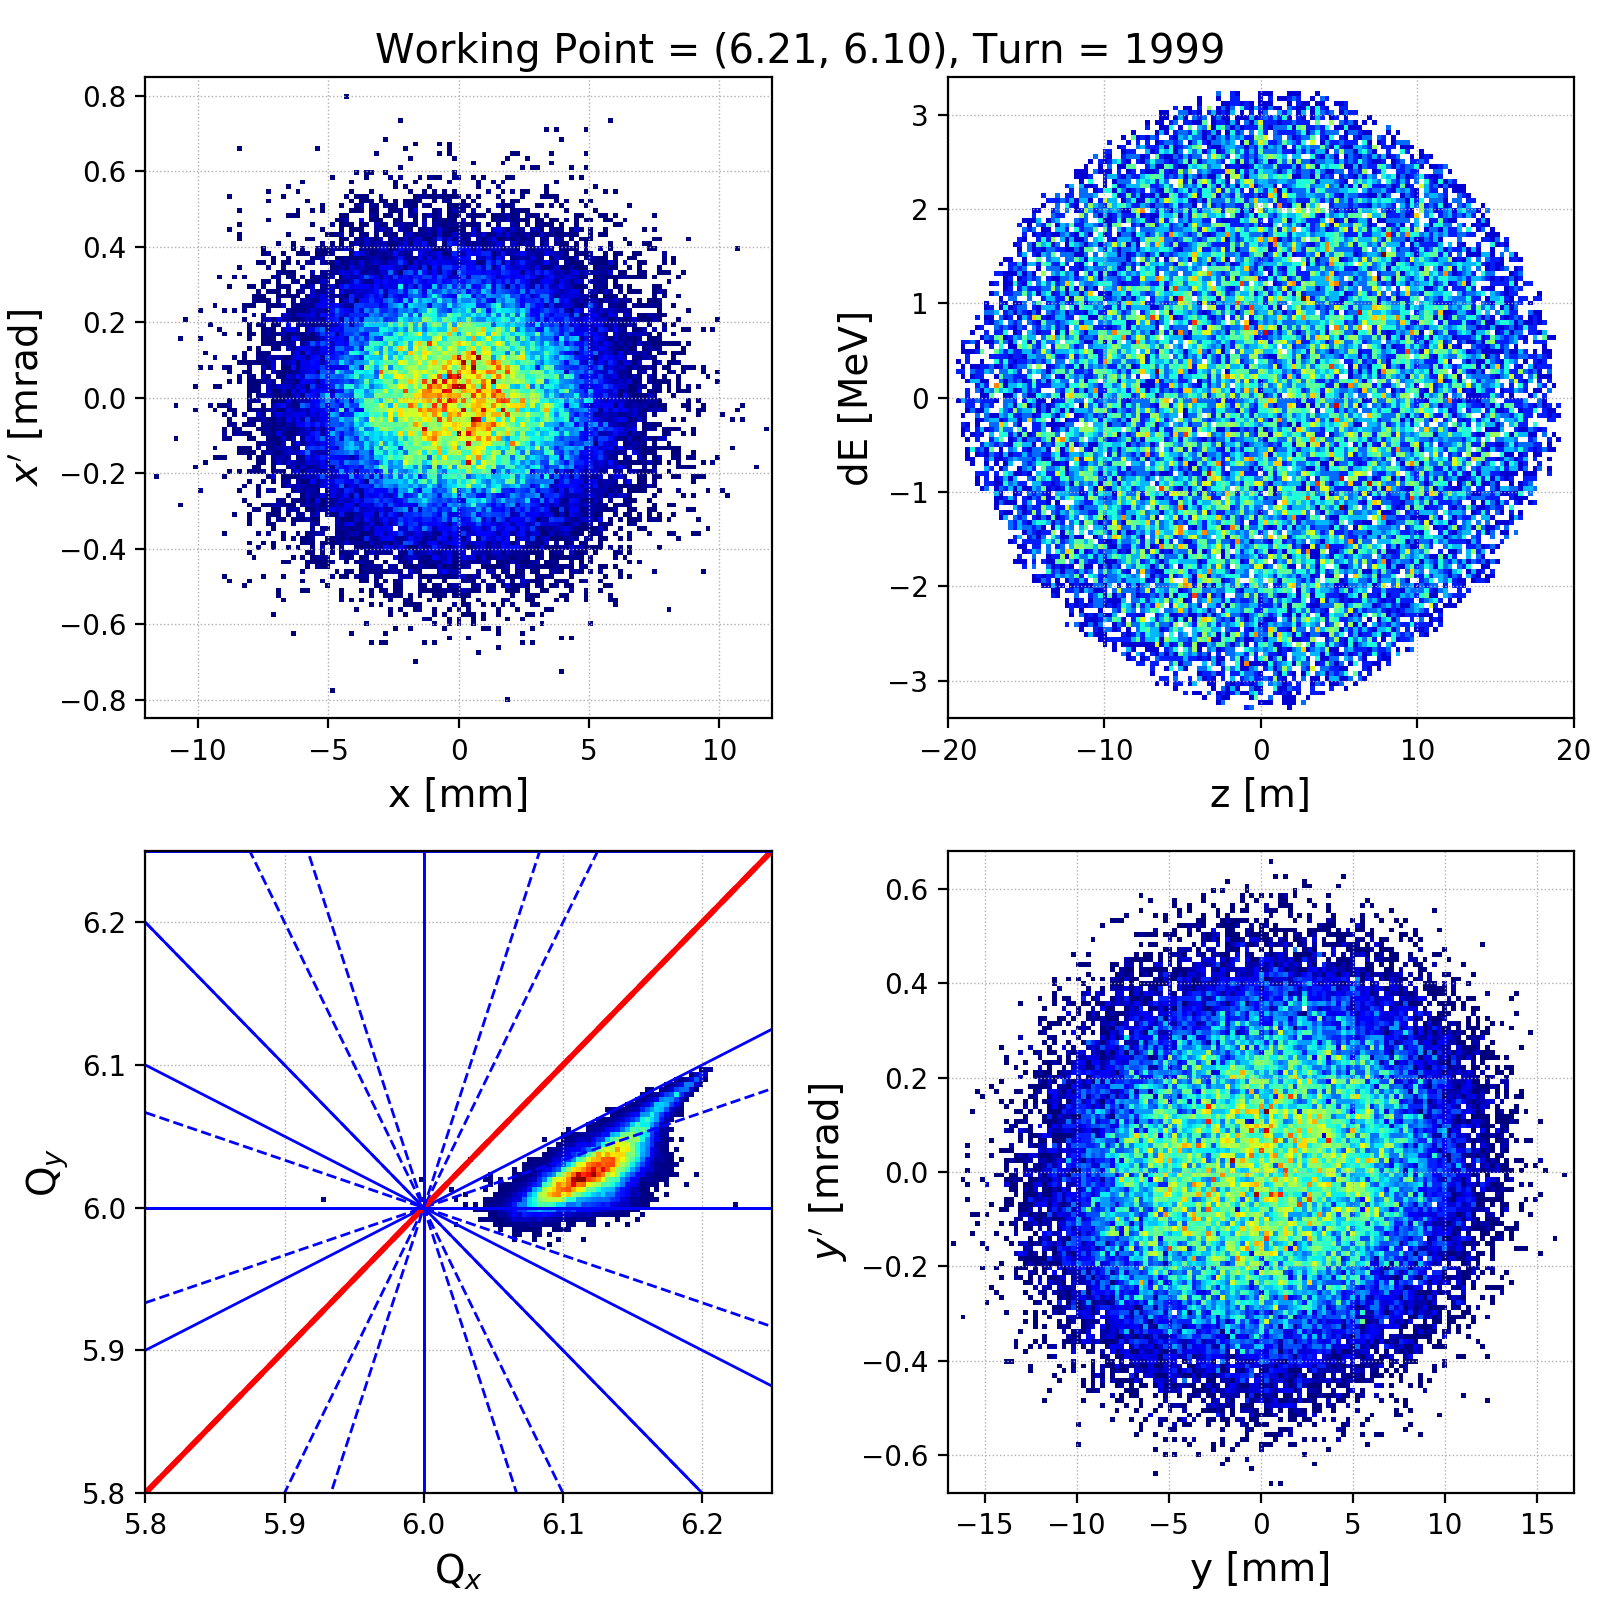 Working Point = (6.21, 6.10), Turn = 1999
0.8
0.6
0.4
0.2
0.0
−0.2
−0.4
−0.6
−0.8
x′ [mrad]
−10 −5 0 5 10
x [mm]
3
2
1
0
−1
−2
−3
dE [MeV]
−20 −10 0 10 20
z [m]
6.2
6.1
6.0
5.9
5.8
Qy
5.8 5.9 6.0 6.1 6.2
Qx
0.6
0.4
0.2
0.0
−0.2
−0.4
−0.6
y′ [mrad]
−15 −10 −5 0 5 10 15
y [mm]